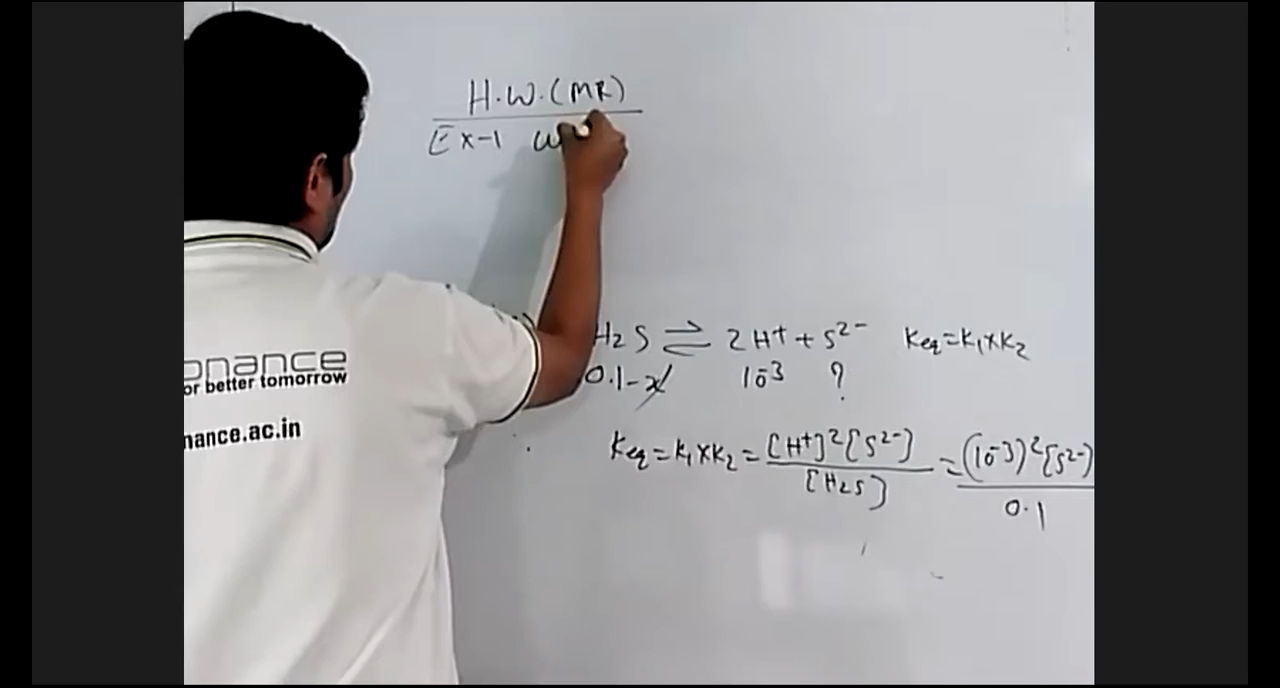 H.W.(MR)
Ex-1
H2S ⇌ 2H+ + S2- Keq=K1×K2
0.1-x 10-3 ?
Keq=K1×K2=[H+]2[S2-]/[H2S]=(10-3)2[S2-]/0.1
onance
or better tomorrow
nance.ac.in